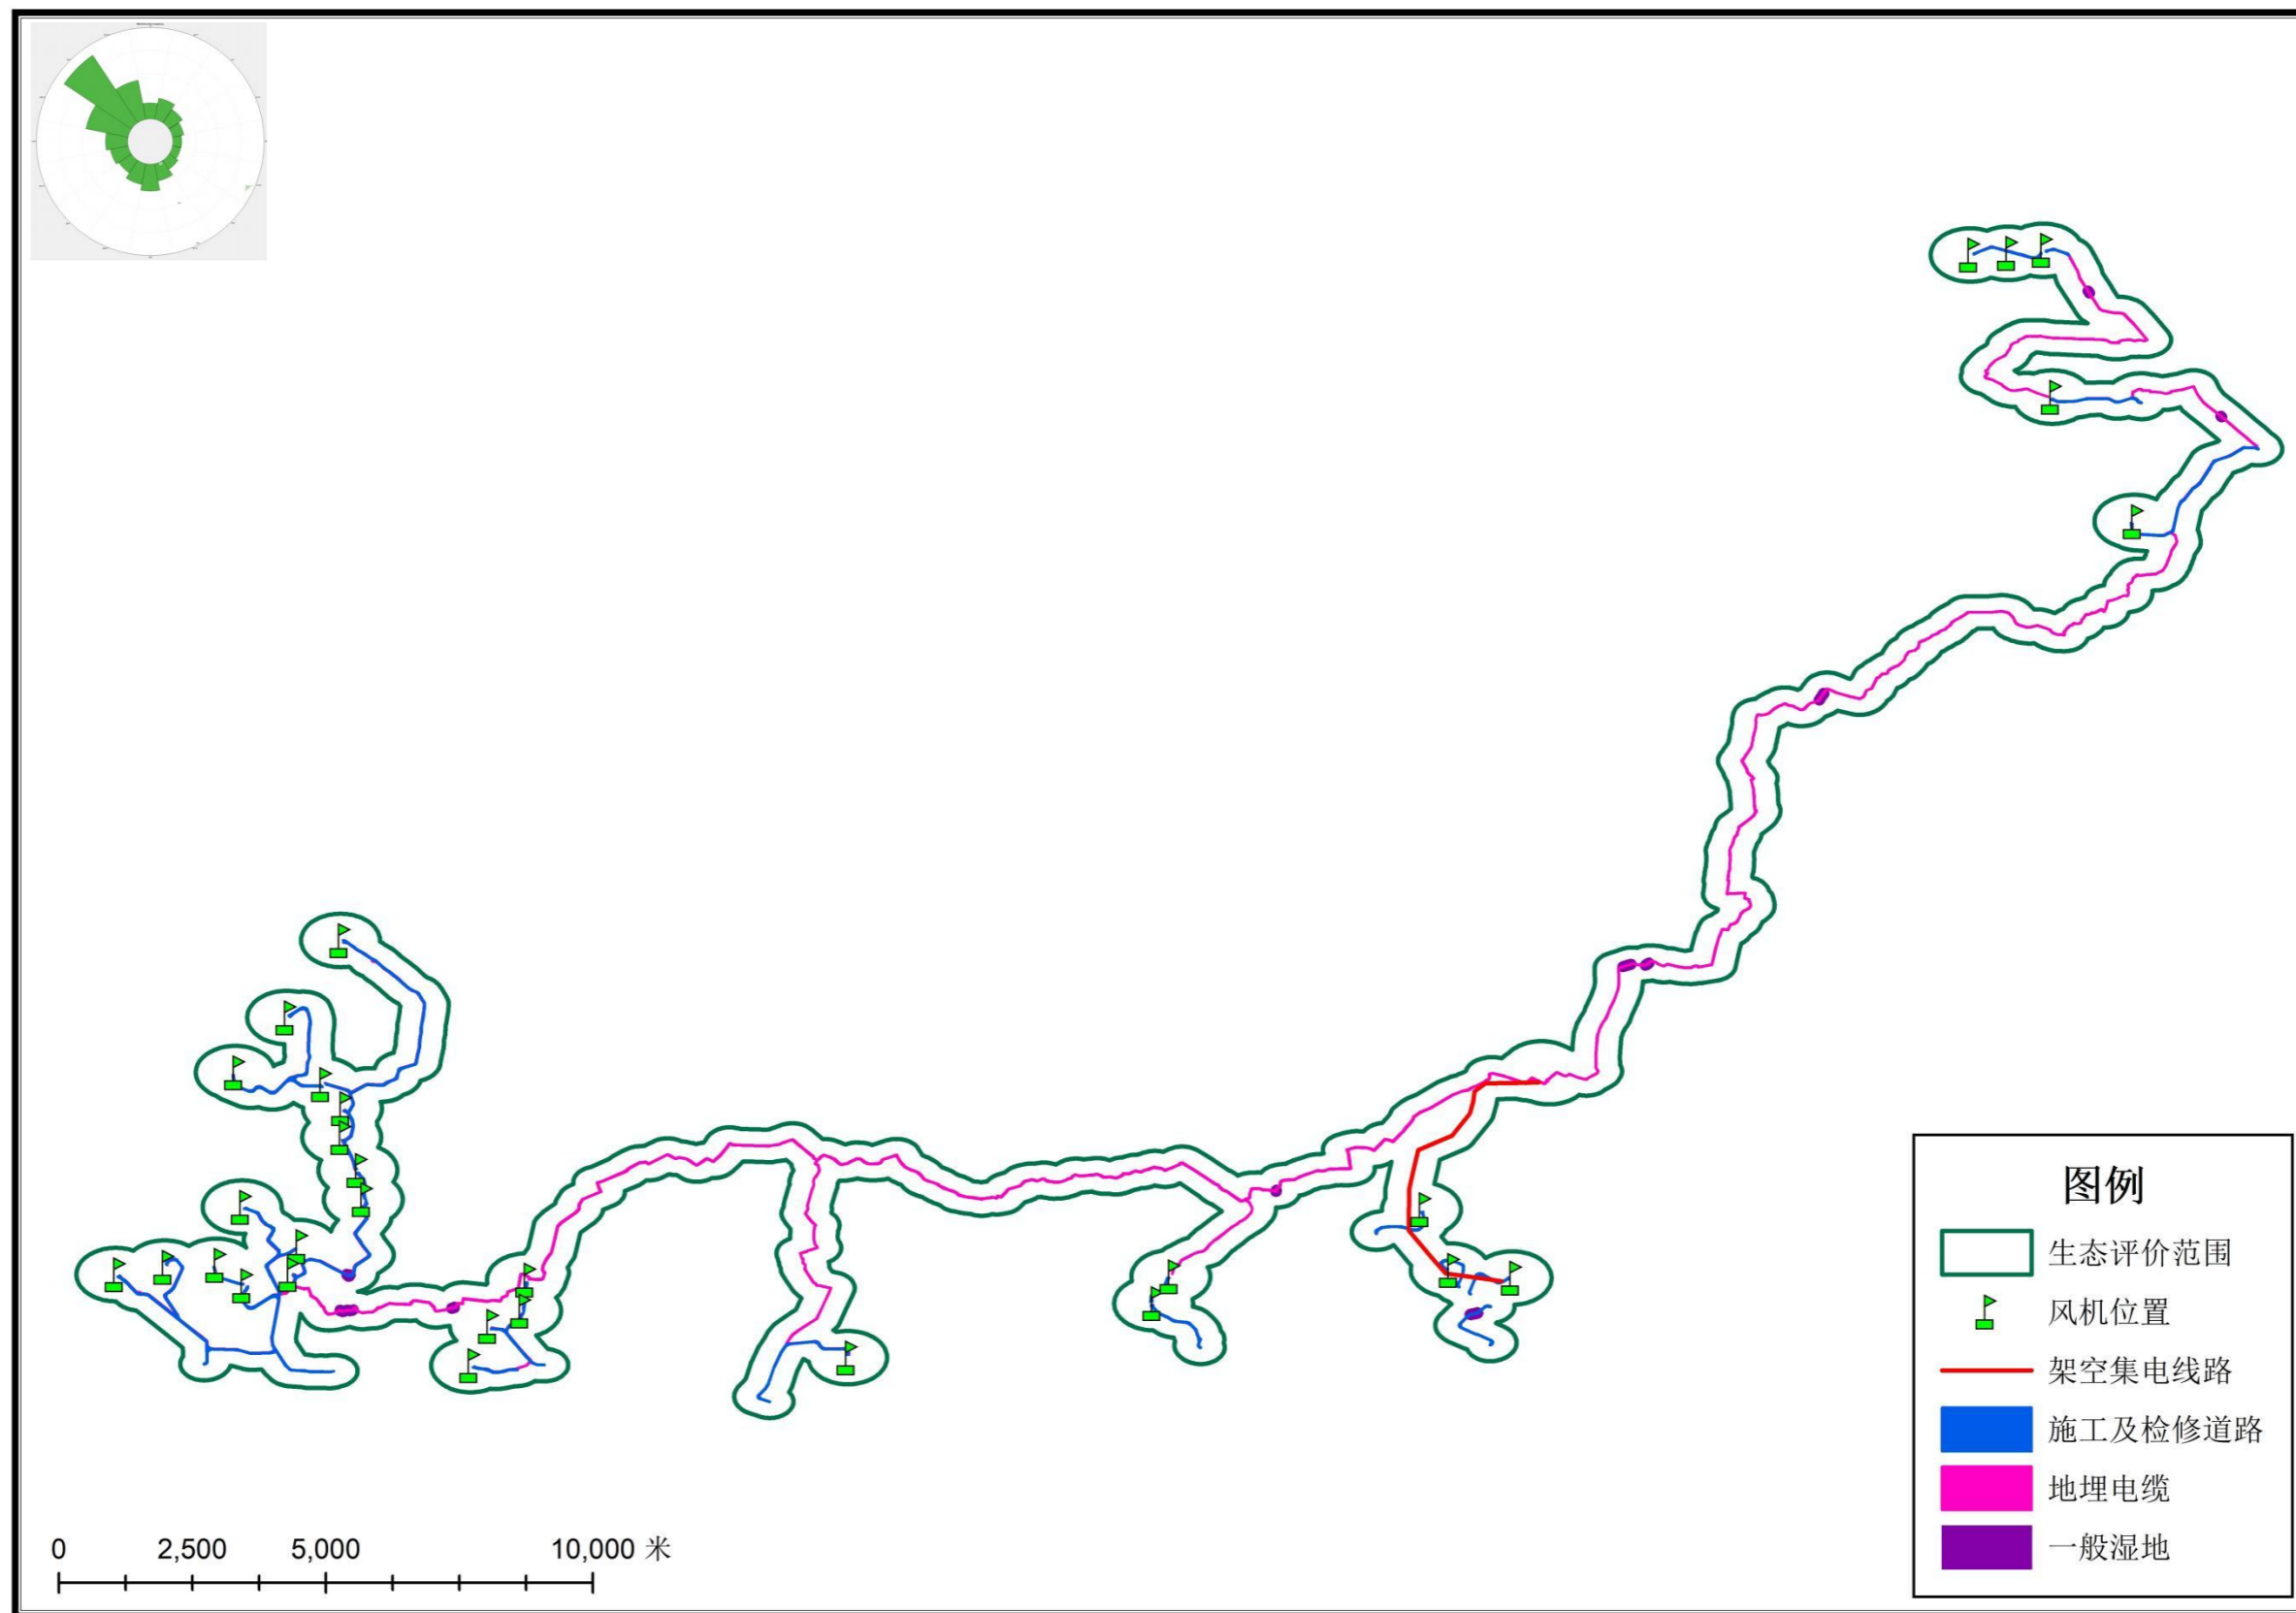 图例
生态评价范围
风机位置
架空集电线路
施工及检修道路
地埋电缆
一般湿地
0 2,500 5,000 10,000 米